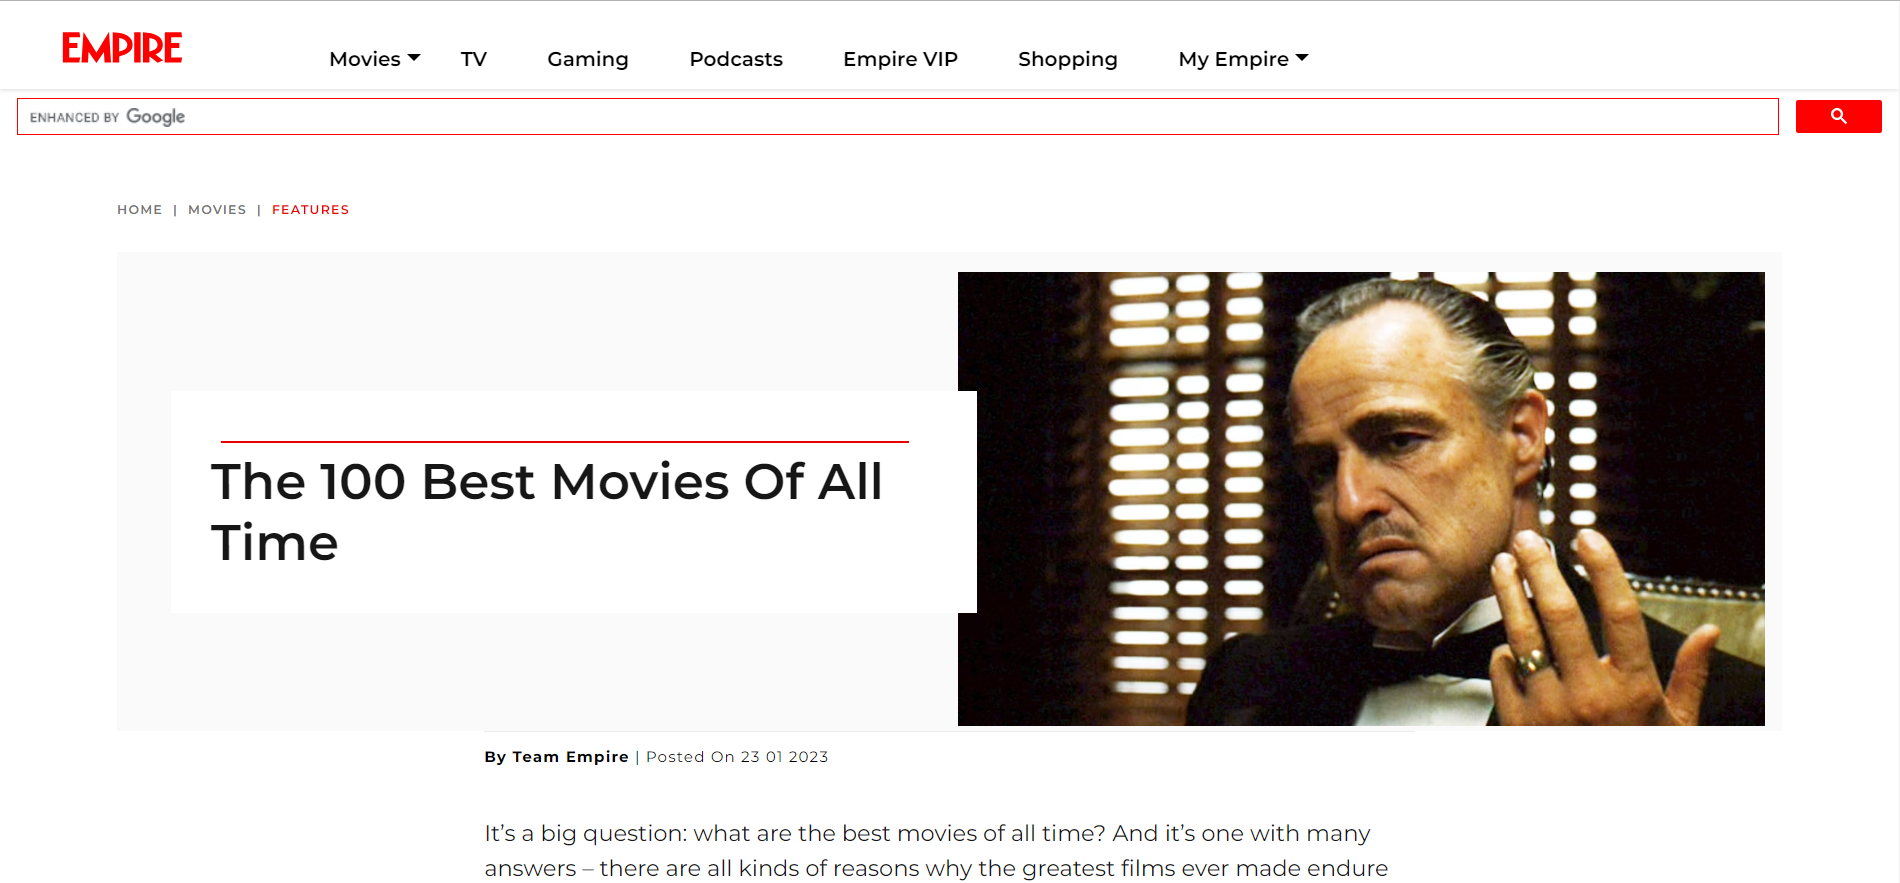 EMPIRE
Movies TV Gaming Podcasts Empire VIP Shopping My Empire
ENHANCED BY Google
HOME | MOVIES | FEATURES
The 100 Best Movies Of All
Time
By Team Empire | Posted On 23 01 2023
It’s a big question: what are the best movies of all time? And it’s one with many
answers – there are all kinds of reasons why the greatest films ever made endure